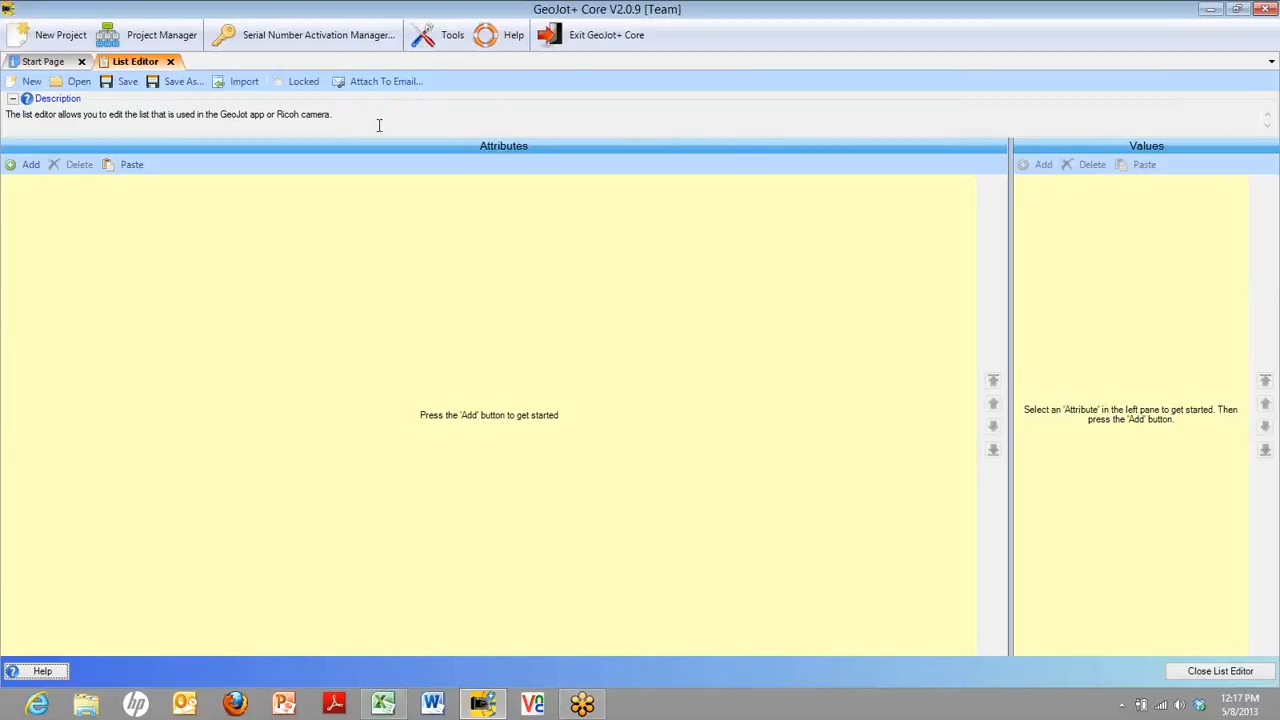 GeoJot+ Core V2.0.9 [Team]
New Project Project Manager Serial Number Activation Manager... Tools Help Exit GeoJot+ Core
Start Page List Editor
New Open Save Save As... Import Locked Attach To Email...
Description
The list editor allows you to edit the list that is used in the GeoJot app or Ricoh camera.
Attributes
Values
Add Delete Paste
Add Delete Paste
Press the 'Add' button to get started
Select an 'Attribute' in the left pane to get started. Then
press the 'Add' button.
Help
Close List Editor
12:17 PM
5/8/2013